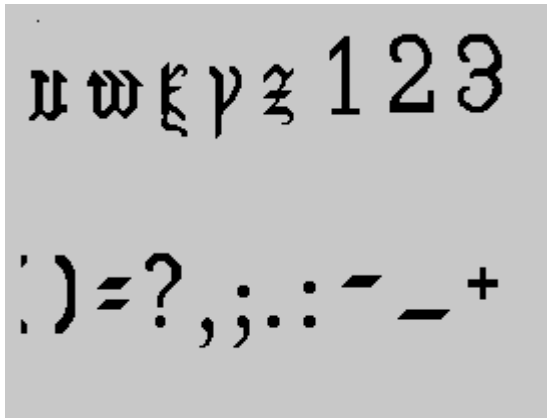 u w x y z 1 2 3
) = ? , ; . : - _ +